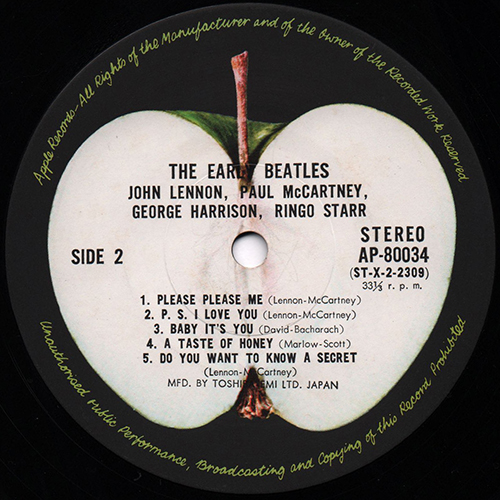 Apple Records · All Rights of the Manufacturer and of the Owner of the Recorded Work Reserved
THE EARLY BEATLES
JOHN LENNON, PAUL McCARTNEY,
GEORGE HARRISON, RINGO STARR
SIDE 2
STEREO
AP-80034
(ST-X-2-2309)
33⅓ r. p. m.
1. PLEASE PLEASE ME (Lennon-McCartney)
2. P. S. I LOVE YOU (Lennon-McCartney)
3. BABY IT'S YOU (David-Bacharach)
4. A TASTE OF HONEY (Marlow-Scott)
5. DO YOU WANT TO KNOW A SECRET
(Lennon-McCartney)
MFD. BY TOSHIBA EMI LTD. JAPAN
Unauthorised Public Performance, Broadcasting and Copying of this Record Prohibited